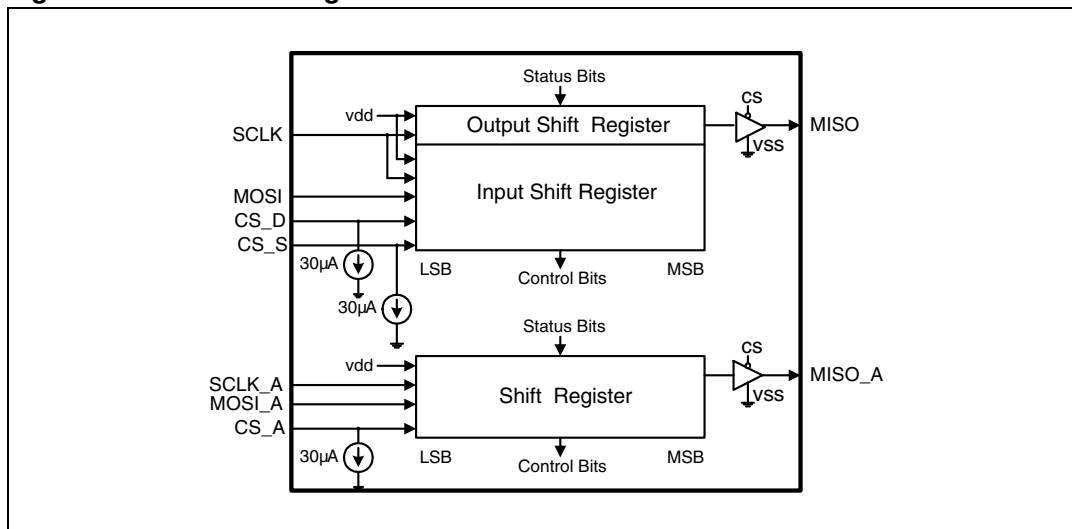 Status Bits
vdd
Output Shift Register
CS
MISO
SCLK
VSS
Input Shift Register
MOSI
CS_D
CS_S
30µA
LSB
MSB
Control Bits
30µA
Status Bits
vdd
CS
MISO_A
SCLK_A
MOSI_A
Shift Register
VSS
CS_A
30µA
LSB
MSB
Control Bits